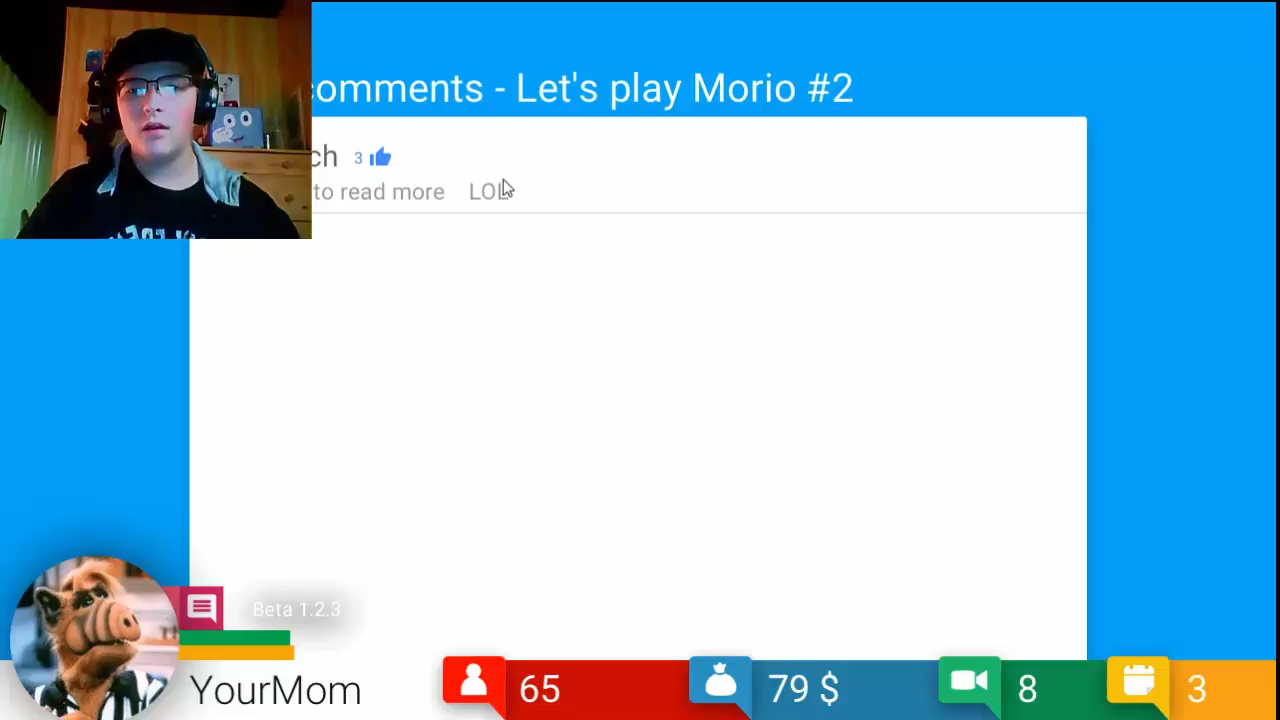 comments - Let's play Morio #2
ch 3
to read more LOL
Beta 1.2.3
YourMom
65
79 $
8
3